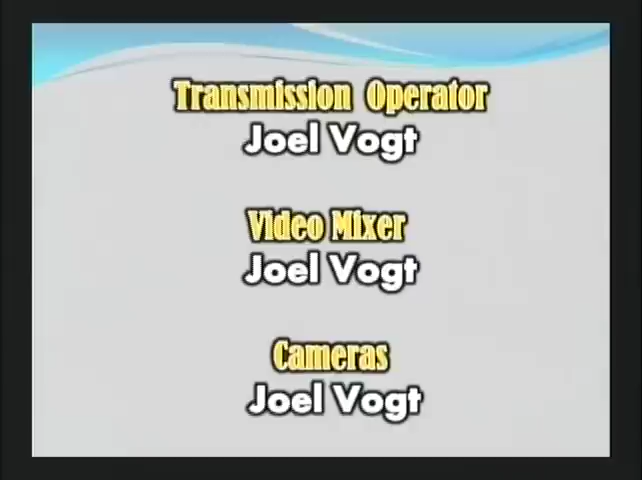 Transmission Operator
Joel Vogt
Video Mixer
Joel Vogt
Cameras
Joel Vogt